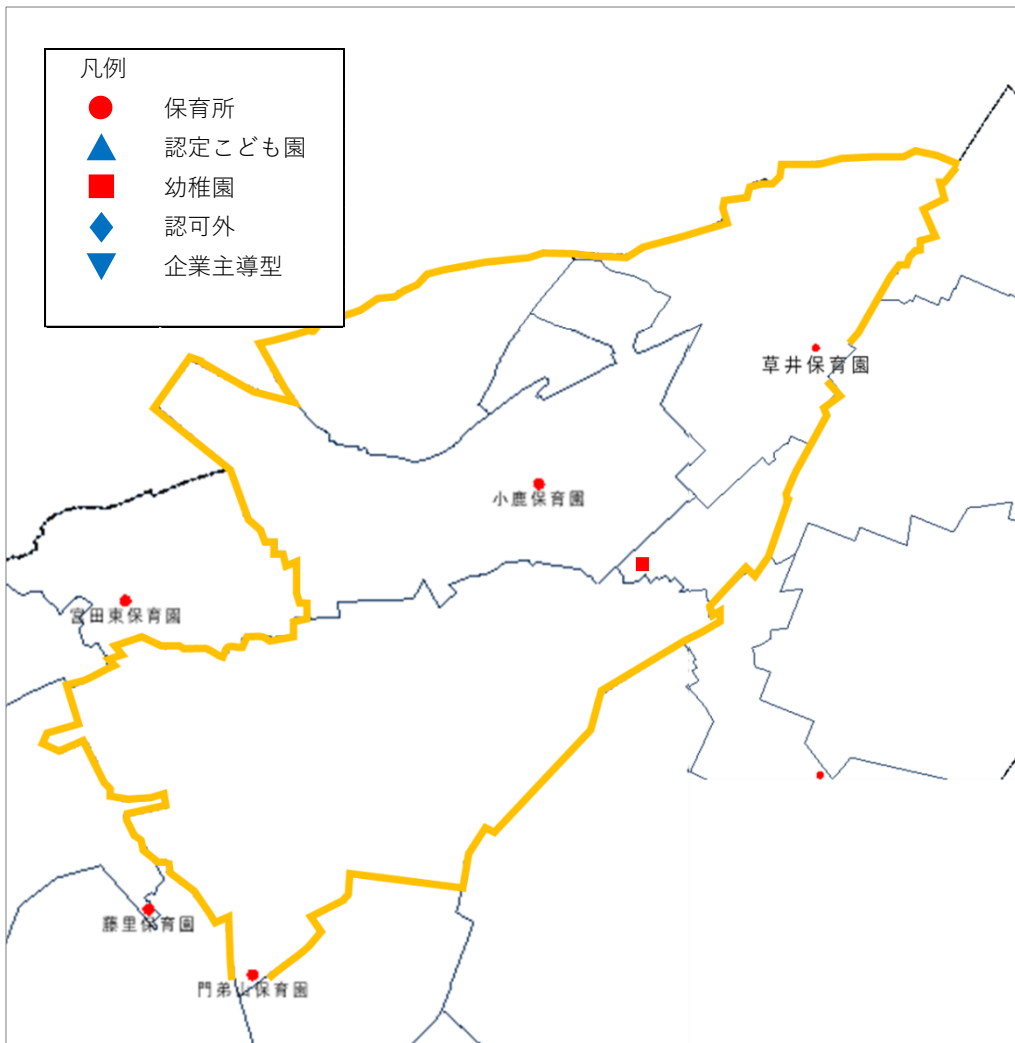 凡例
保育所
認定こども園
幼稚園
認可外
企業主導型
草井保育園
小鹿保育園
宮田東保育園
藤里保育園
門弟山保育園